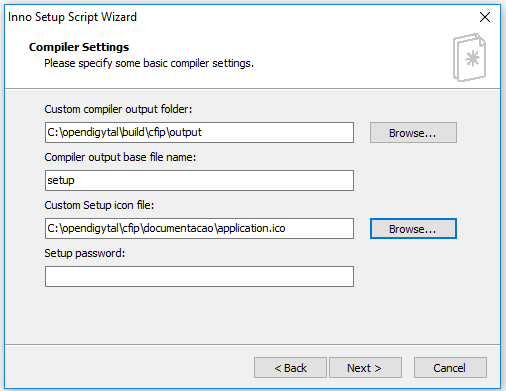 Inno Setup Script Wizard
Compiler Settings
Please specify some basic compiler settings.
Custom compiler output folder:
C:\opendigytal\build\cfip\output
Browse...
Compiler output base file name:
setup
Custom Setup icon file:
C:\opendigytal\cfip\documentacao\application.ico
Browse...
Setup password:
< Back
Next >
Cancel